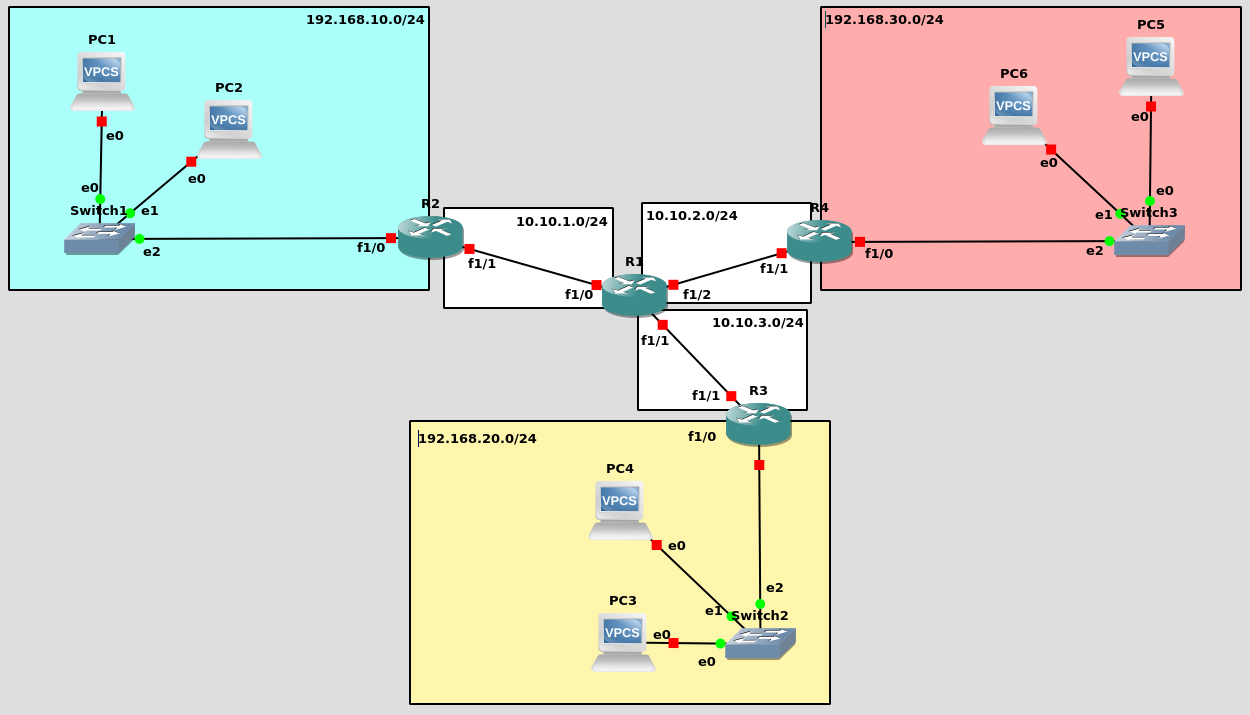 192.168.10.0/24
PC1
VPCS
e0
PC2
VPCS
e0
e0
Switch1
e1
e2
f1/0
R2
f1/1
10.10.1.0/24
f1/0
R1
f1/2
f1/1
10.10.2.0/24
f1/1
R4
f1/0
192.168.30.0/24
PC5
VPCS
e0
PC6
VPCS
e0
e0
e1
Switch3
e2
10.10.3.0/24
f1/1
R3
f1/0
192.168.20.0/24
PC4
VPCS
e0
e2
e1
Switch2
PC3
VPCS
e0
e0